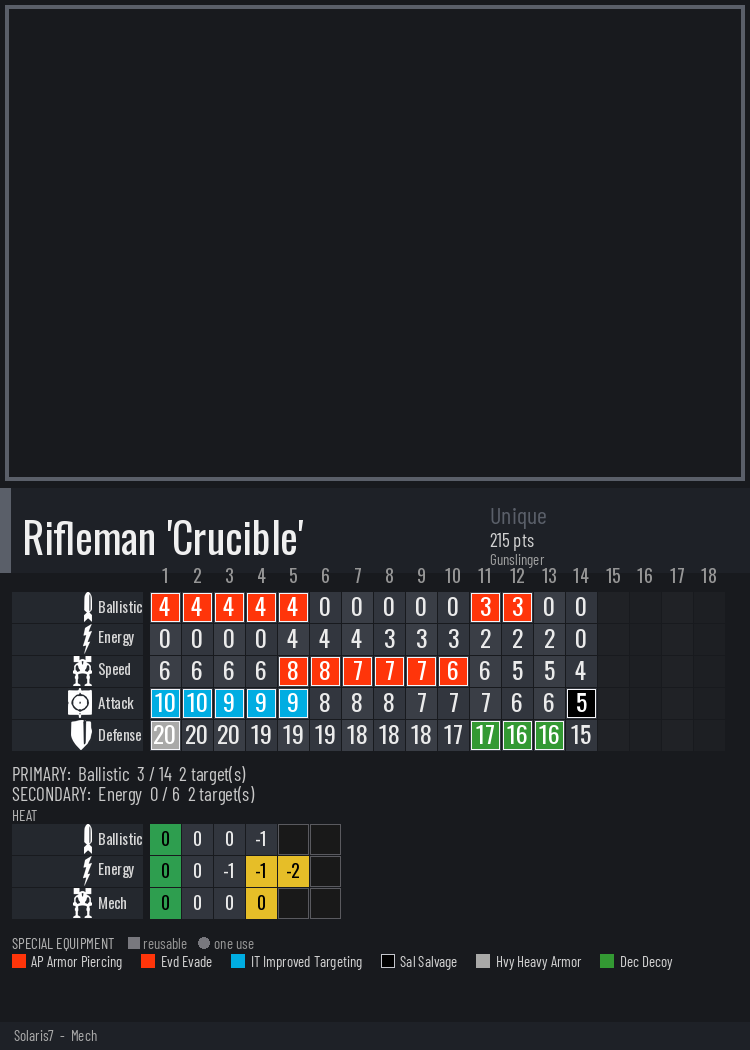 Rifleman 'Crucible'
Unique
215 pts
Gunslinger
1 2 3 4 5 6 7 8 9 10 11 12 13 14 15 16 17 18
Ballistic 4 4 4 4 4 0 0 0 0 0 3 3 0 0
Energy 0 0 0 0 4 4 4 3 3 3 2 2 2 0
Speed 6 6 6 6 8 8 7 7 7 6 6 5 5 4
Attack 10 10 9 9 9 8 8 8 7 7 7 6 6 5
Defense 20 20 20 19 19 19 18 18 18 17 17 16 16 15
PRIMARY: Ballistic 3 / 14 2 target(s)
SECONDARY: Energy 0 / 6 2 target(s)
HEAT
Ballistic 0 0 0 -1
Energy 0 0 -1 -1 -2
Mech 0 0 0 0
SPECIAL EQUIPMENT reusable one use
AP Armor Piercing Evd Evade IT Improved Targeting Sal Salvage Hvy Heavy Armor Dec Decoy
Solaris7 - Mech